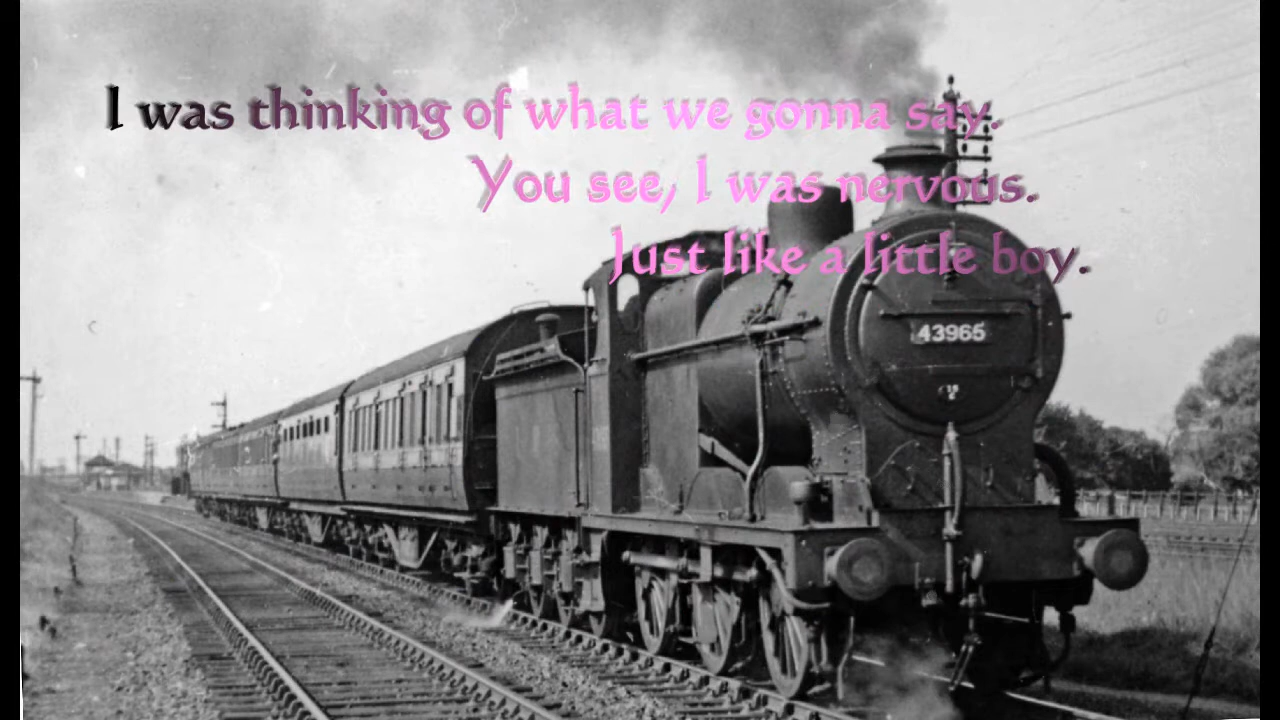 I was thinking of what we gonna say.
You see, I was nervous.
Just like a little boy.
43965